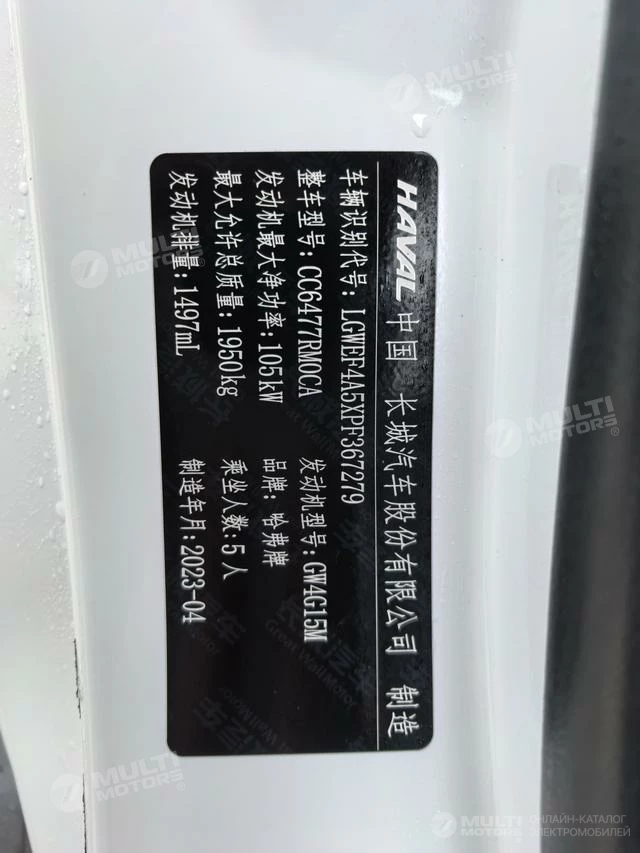 HAVAL 中国 长城汽车股份有限公司 制造
车辆识别代号: LGWEF4A5XPF367279
整车型号: CC6477RM0CA 发动机型号: GW4G15M
发动机最大净功率: 105kW 品牌: 哈弗牌
最大允许总质量: 1950kg 乘坐人数: 5人
发动机排量: 1497mL 制造年月: 2023-04
MULTI MOTORS
MULTI MOTORS
MULTI MOTORS
MULTI MOTORS
MULTI MOTORS ОНЛАЙН-КАТАЛОГ ЭЛЕКТРОМОБИЛЕЙ